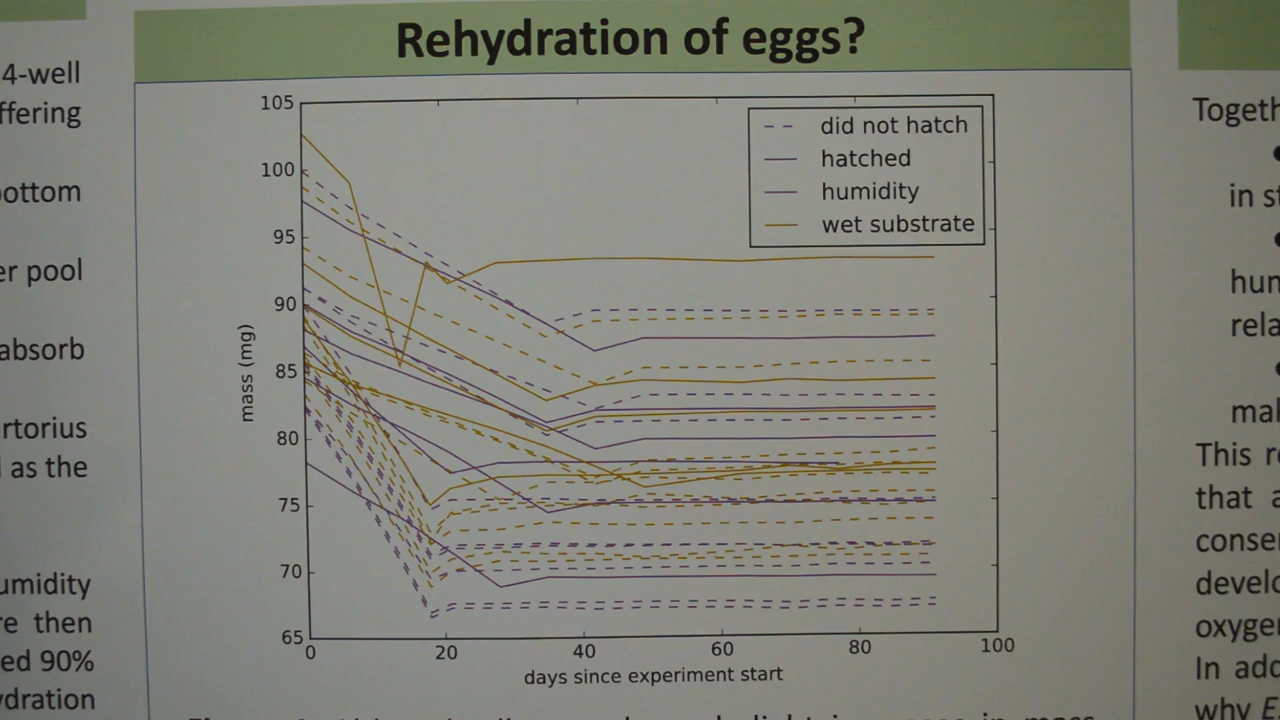 4-well
ffering
bottom
er pool
absorb
rtorius
as the
umidity
re then
ed 90%
ydration
Rehydration of eggs?
105
100
95
90
85
80
75
70
65
mass (mg)
did not hatch
hatched
humidity
wet substrate
0 20 40 60 80 100
days since experiment start
Togeth
in st
hum
rela
mal
This r
that a
conse
develo
oxyge
In add
why E